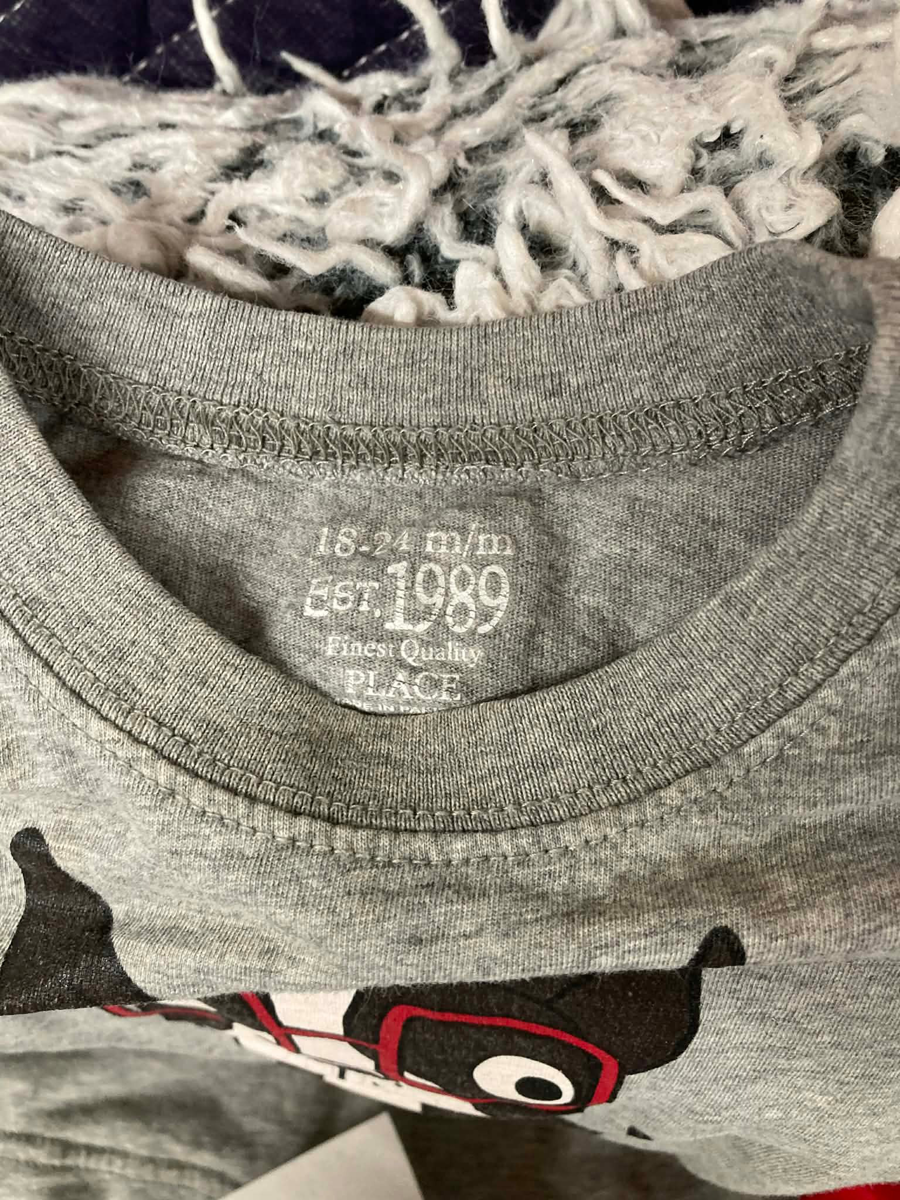 18-24 m/m
EST. 1989
Finest Quality
PLACE